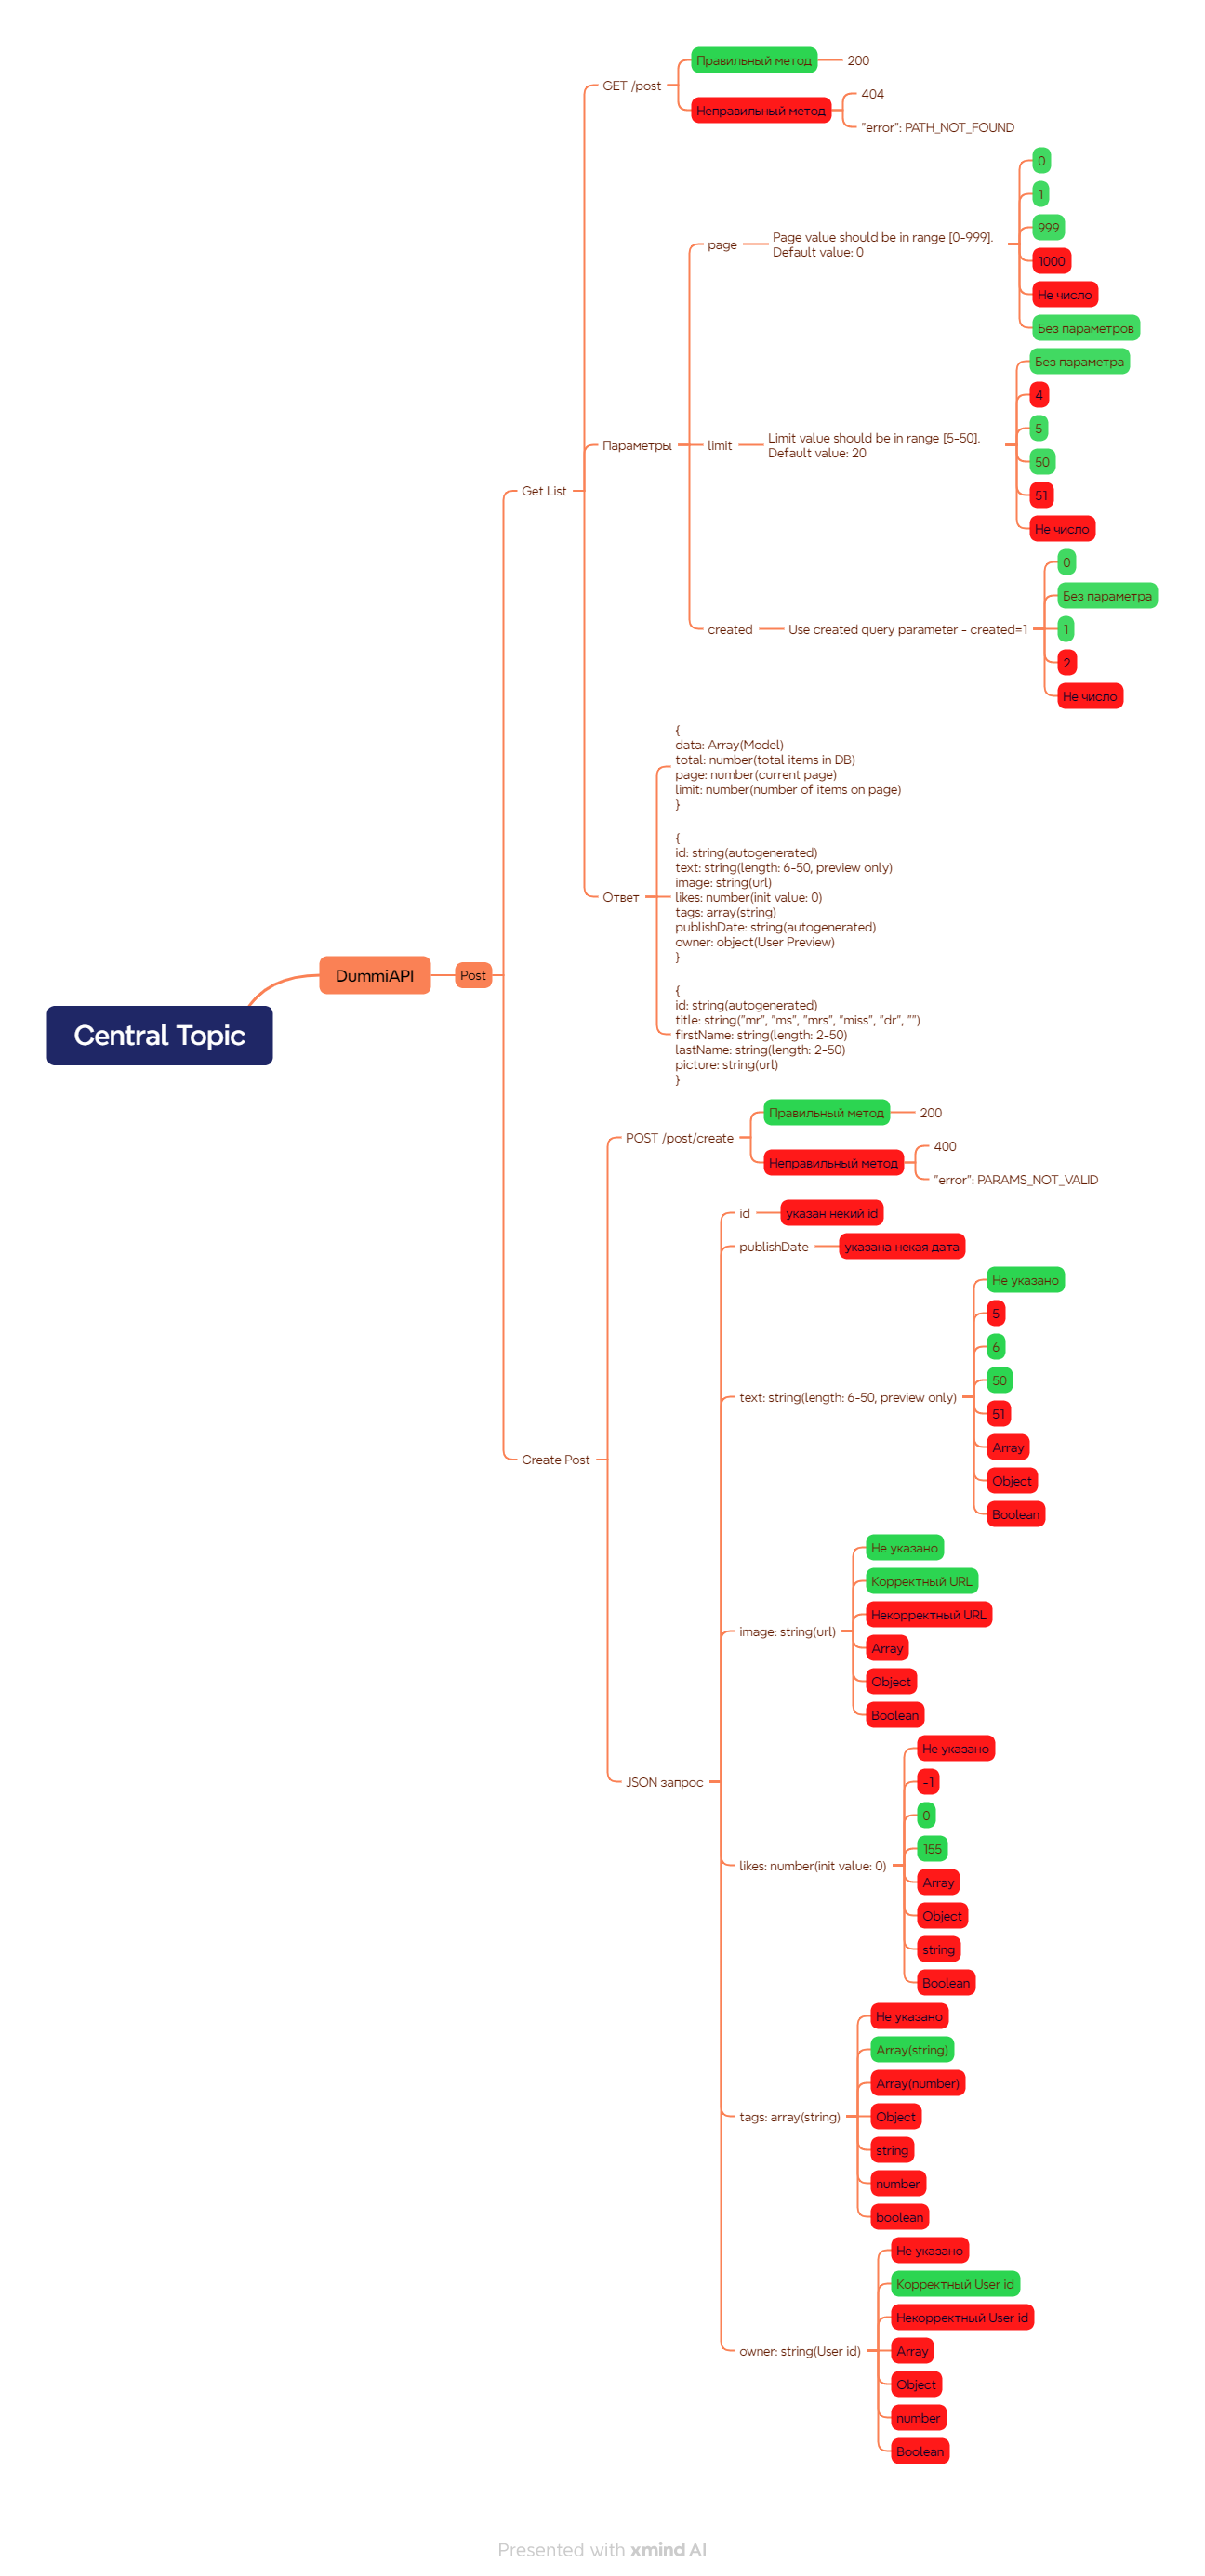 Правильный метод
200
GET /post
Неправильный метод
404
"error": PATH_NOT_FOUND
0
1
999
page
Page value should be in range [0-999].
Default value: 0
1000
Не число
Без параметров
Без параметра
4
5
Параметры
limit
Limit value should be in range [5-50].
Default value: 20
50
51
Не число
Get List
0
Без параметра
created
Use created query parameter - created=1
1
2
Не число
{
data: Array(Model)
total: number(total items in DB)
page: number(current page)
limit: number(number of items on page)
}
{
id: string(autogenerated)
text: string(length: 6-50, preview only)
image: string(url)
Ответ
likes: number(init value: 0)
tags: array(string)
publishDate: string(autogenerated)
owner: object(User Preview)
}
DummiAPI
Post
{
id: string(autogenerated)
title: string("mr", "ms", "mrs", "miss", "dr", "")
firstName: string(length: 2-50)
lastName: string(length: 2-50)
picture: string(url)
}
Central Topic
Правильный метод
200
POST /post/create
Неправильный метод
400
"error": PARAMS_NOT_VALID
id
указан некий id
publishDate
указана некая дата
Не указано
5
6
50
text: string(length: 6-50, preview only)
51
Array
Object
Boolean
Create Post
Не указано
Корректный URL
Некорректный URL
image: string(url)
Array
Object
Boolean
Не указано
JSON запрос
-1
0
155
likes: number(init value: 0)
Array
Object
string
Boolean
Не указано
Array(string)
Array(number)
tags: array(string)
Object
string
number
boolean
Не указано
Корректный User id
Некорректный User id
owner: string(User id)
Array
Object
number
Boolean
Presented with xmind AI